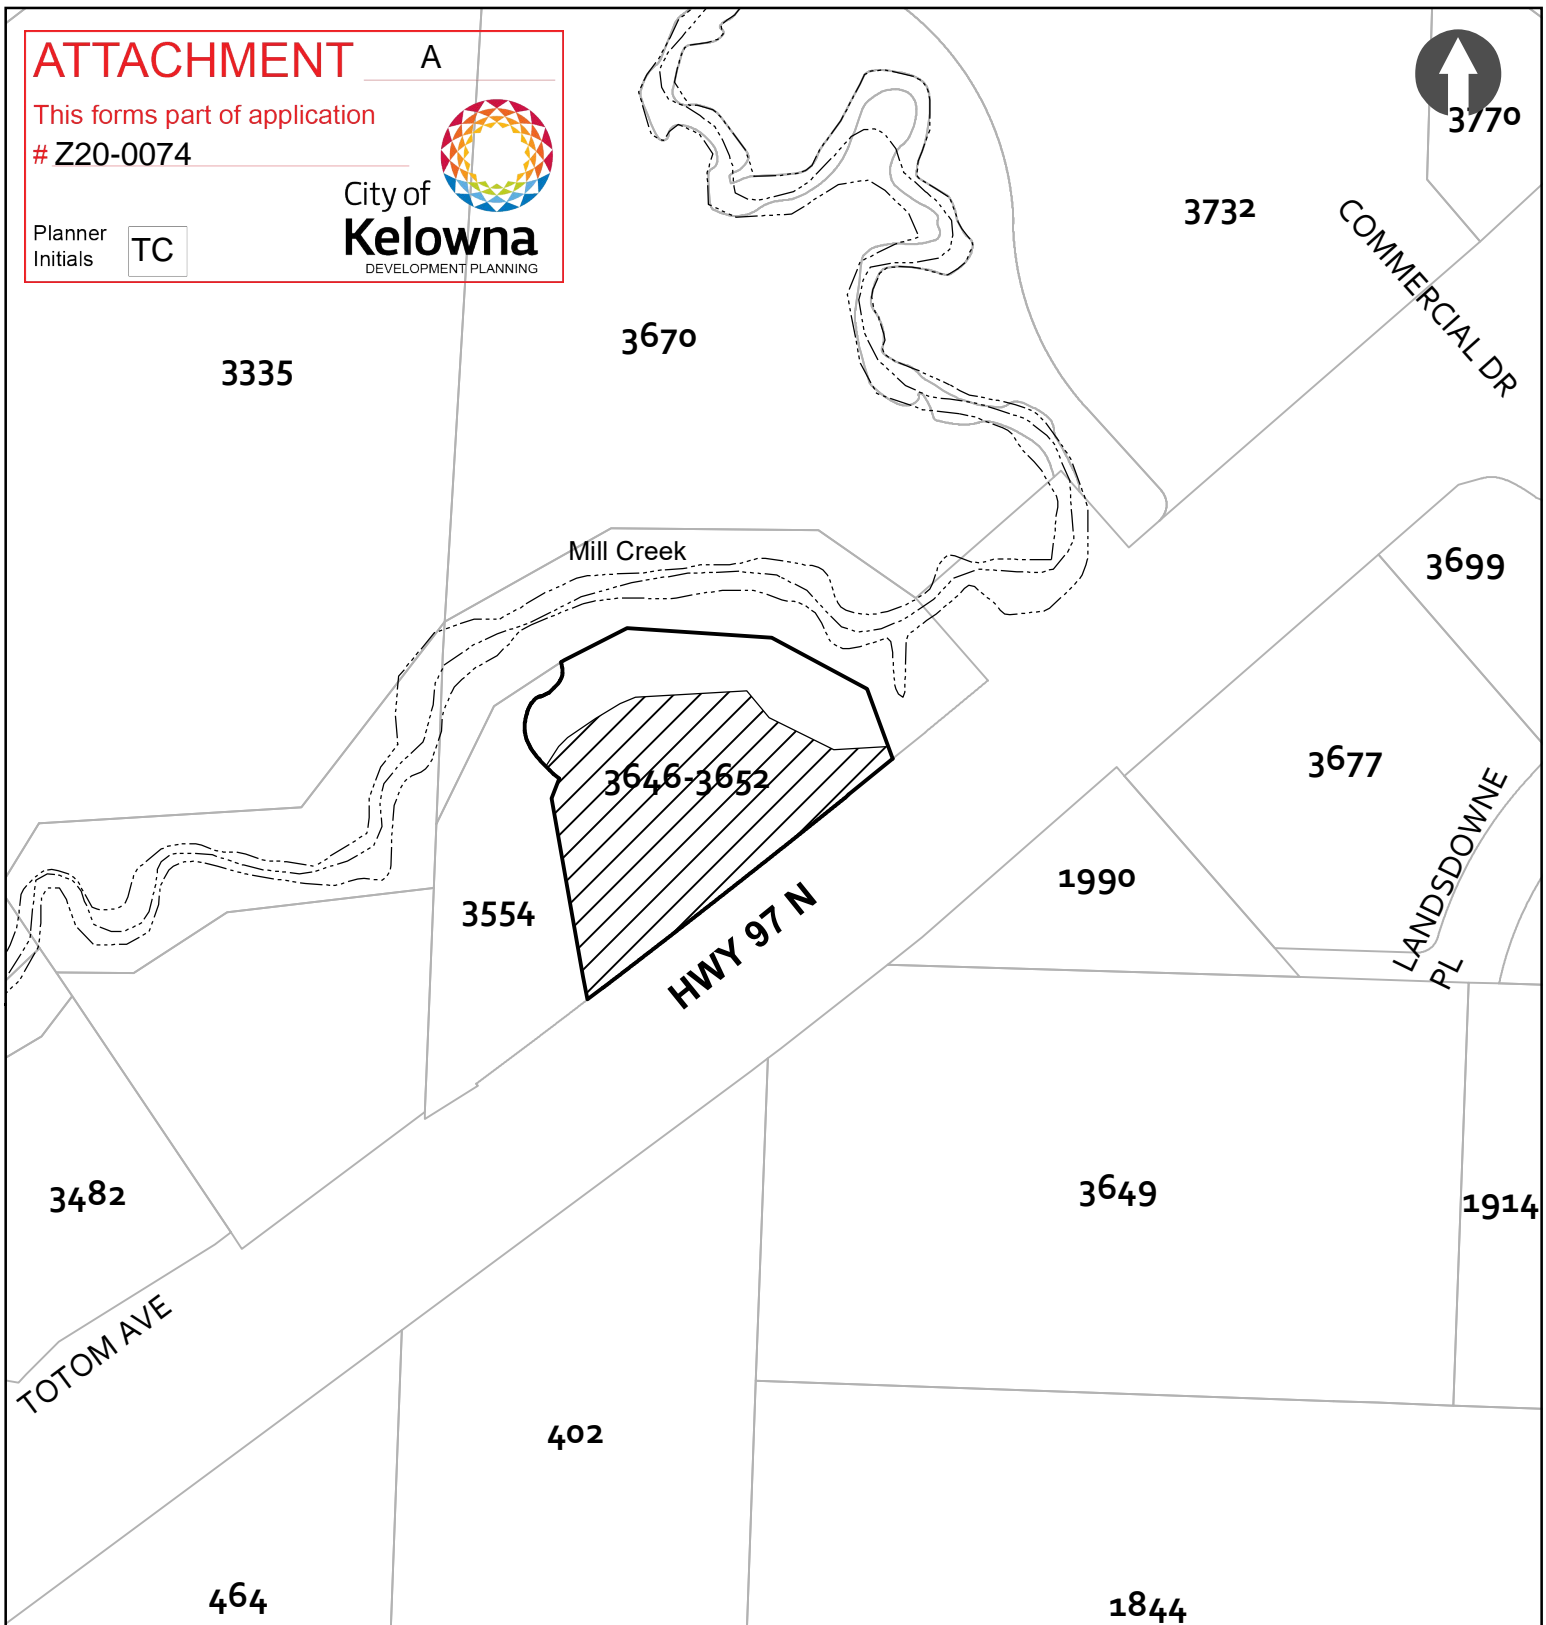 ATTACHMENT A
This forms part of application
# Z20-0074
City of
Kelowna
DEVELOPMENT PLANNING
Planner
Initials
TC
3770
3732
COMMERCIAL DR
3670
3335
Mill Creek
3699
3677
3646-3652
LANDSDOWNE
PL
1990
3554
HWY 97 N
3482
3649
1914
TOTOM AVE
402
464
1844